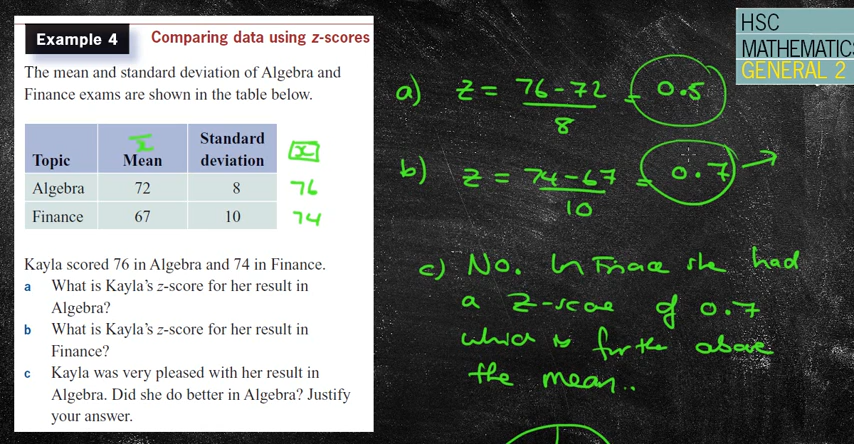 Example 4 Comparing data using z-scores
The mean and standard deviation of Algebra and
Finance exams are shown in the table below.
x̄
Standard
Topic Mean deviation x
Algebra 72 8 76
Finance 67 10 74
Kayla scored 76 in Algebra and 74 in Finance.
a What is Kayla's z-score for her result in
Algebra?
b What is Kayla's z-score for her result in
Finance?
c Kayla was very pleased with her result in
Algebra. Did she do better in Algebra? Justify
your answer.
HSC
MATHEMATIC
GENERAL 2
a) z = 76-72 = 0.5
8
b) z = 74-67 = 0.7 →
10
c) No. In Finace she had
a z-score of 0.7
which is further above
the mean..